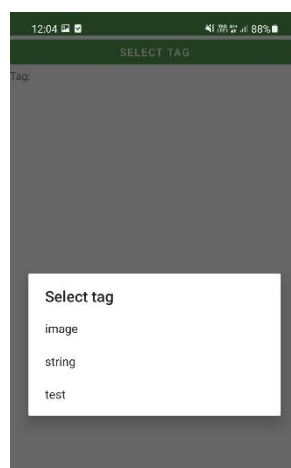 12:04 88%
SELECT TAG
Tag:
Select tag
image
string
test